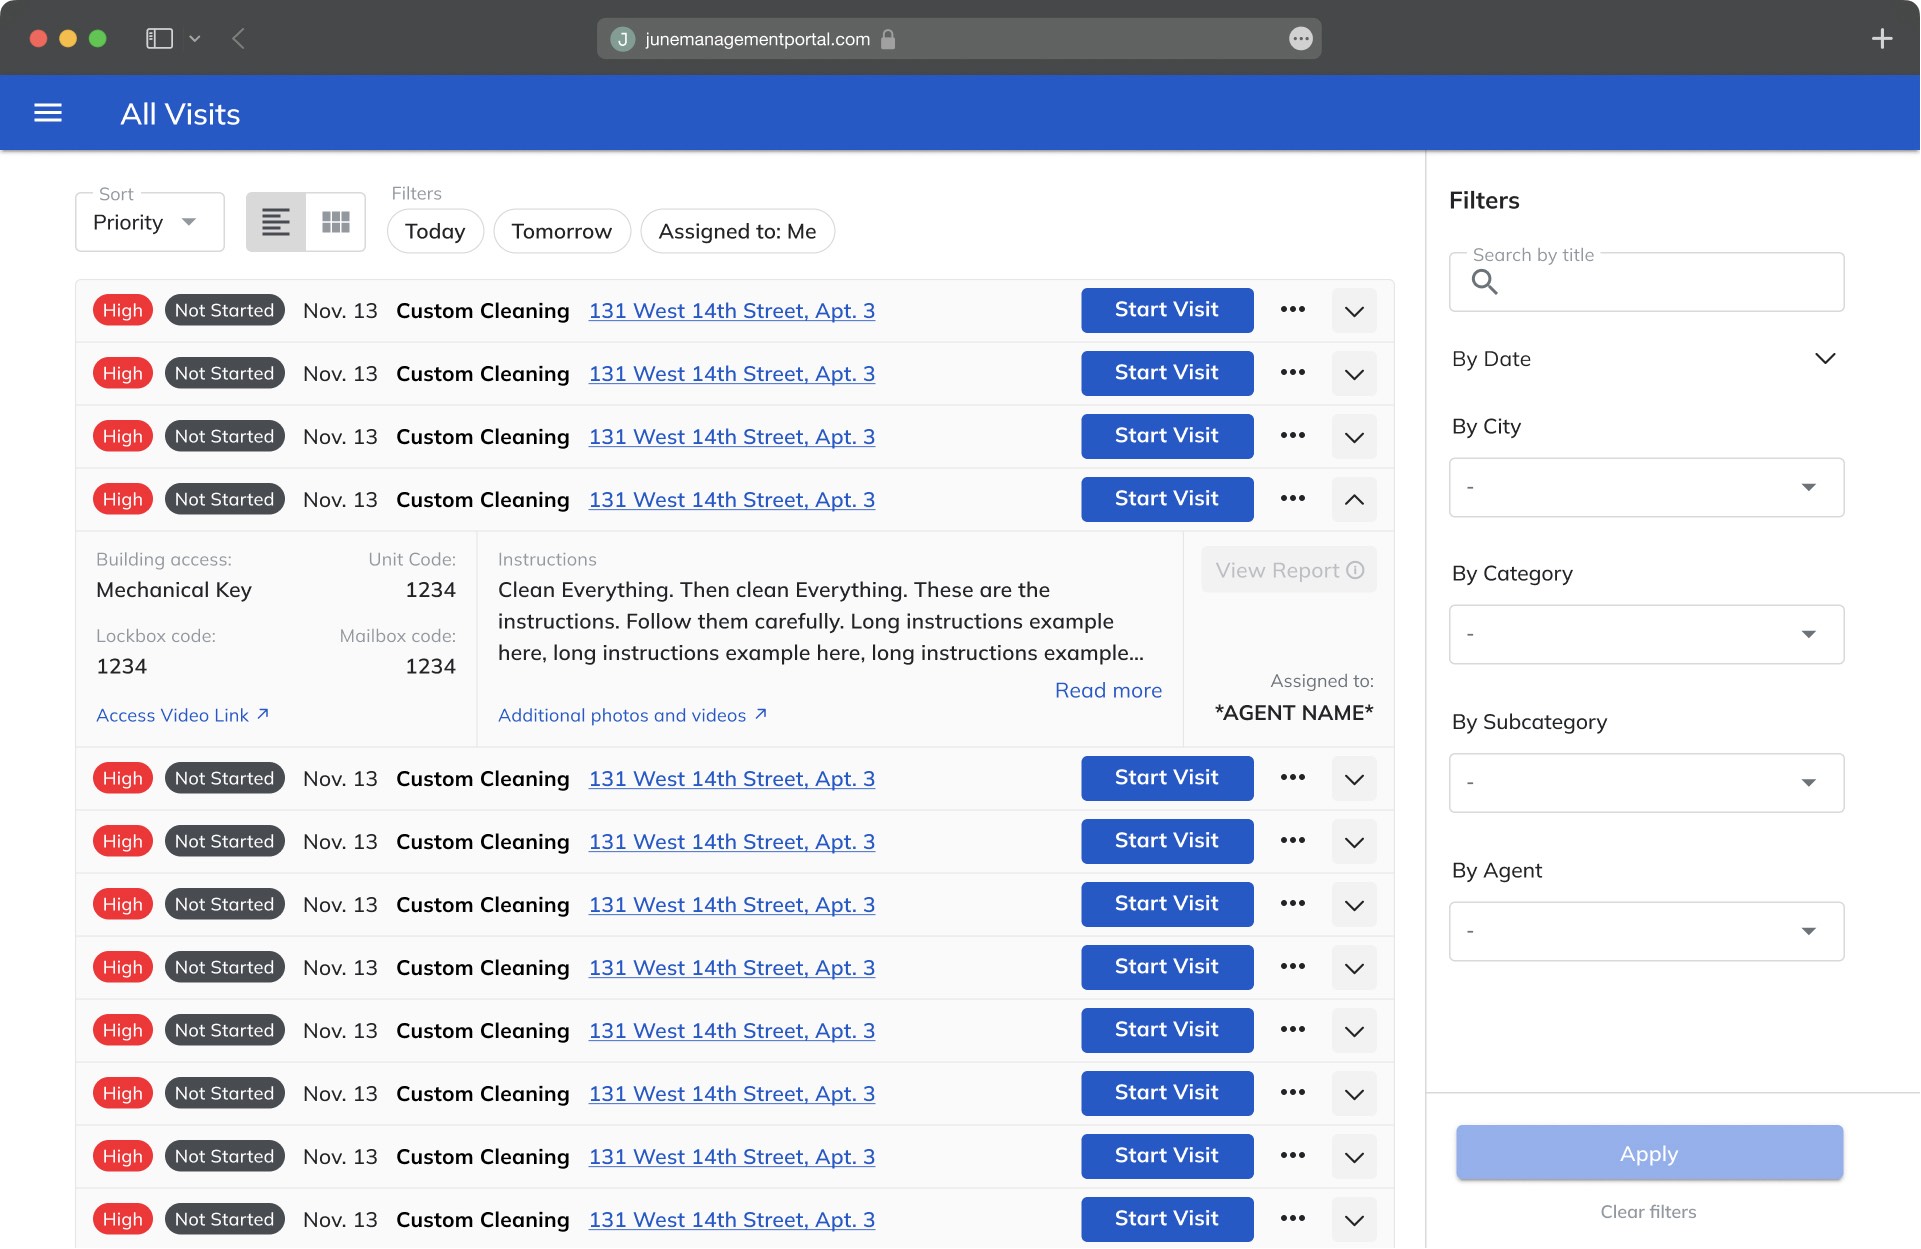 J junemanagementportal.com
All Visits
Sort
Priority
Filters
Today Tomorrow Assigned to: Me
High Not Started Nov. 13 Custom Cleaning 131 West 14th Street, Apt. 3 Start Visit
High Not Started Nov. 13 Custom Cleaning 131 West 14th Street, Apt. 3 Start Visit
High Not Started Nov. 13 Custom Cleaning 131 West 14th Street, Apt. 3 Start Visit
High Not Started Nov. 13 Custom Cleaning 131 West 14th Street, Apt. 3 Start Visit
Building access: Unit Code:
Mechanical Key 1234
Lockbox code: Mailbox code:
1234 1234
Access Video Link
Instructions
Clean Everything. Then clean Everything. These are the
instructions. Follow them carefully. Long instructions example
here, long instructions example here, long instructions example...
Read more
Additional photos and videos
View Report
Assigned to:
*AGENT NAME*
High Not Started Nov. 13 Custom Cleaning 131 West 14th Street, Apt. 3 Start Visit
High Not Started Nov. 13 Custom Cleaning 131 West 14th Street, Apt. 3 Start Visit
High Not Started Nov. 13 Custom Cleaning 131 West 14th Street, Apt. 3 Start Visit
High Not Started Nov. 13 Custom Cleaning 131 West 14th Street, Apt. 3 Start Visit
High Not Started Nov. 13 Custom Cleaning 131 West 14th Street, Apt. 3 Start Visit
High Not Started Nov. 13 Custom Cleaning 131 West 14th Street, Apt. 3 Start Visit
High Not Started Nov. 13 Custom Cleaning 131 West 14th Street, Apt. 3 Start Visit
High Not Started Nov. 13 Custom Cleaning 131 West 14th Street, Apt. 3 Start Visit
Filters
Search by title
By Date
By City
-
By Category
-
By Subcategory
-
By Agent
-
Apply
Clear filters